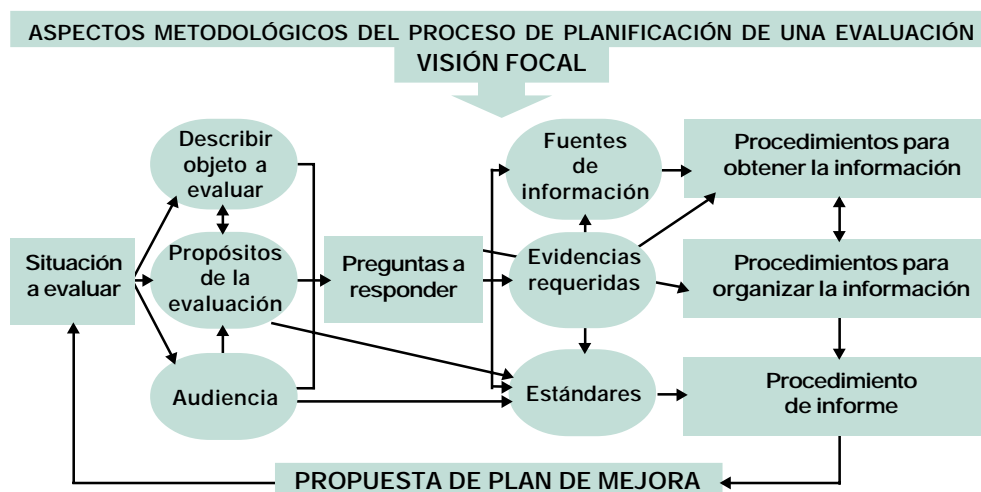 ASPECTOS METODOLÓGICOS DEL PROCESO DE PLANIFICACIÓN DE UNA EVALUACIÓN
VISIÓN FOCAL
Describir
objeto a
evaluar
Fuentes
de
información
Procedimientos para
obtener la información
Situación
a evaluar
Propósitos
de la
evaluación
Preguntas a
responder
Evidencias
requeridas
Procedimientos para
organizar la información
Audiencia
Estándares
Procedimiento
de informe
PROPUESTA DE PLAN DE MEJORA